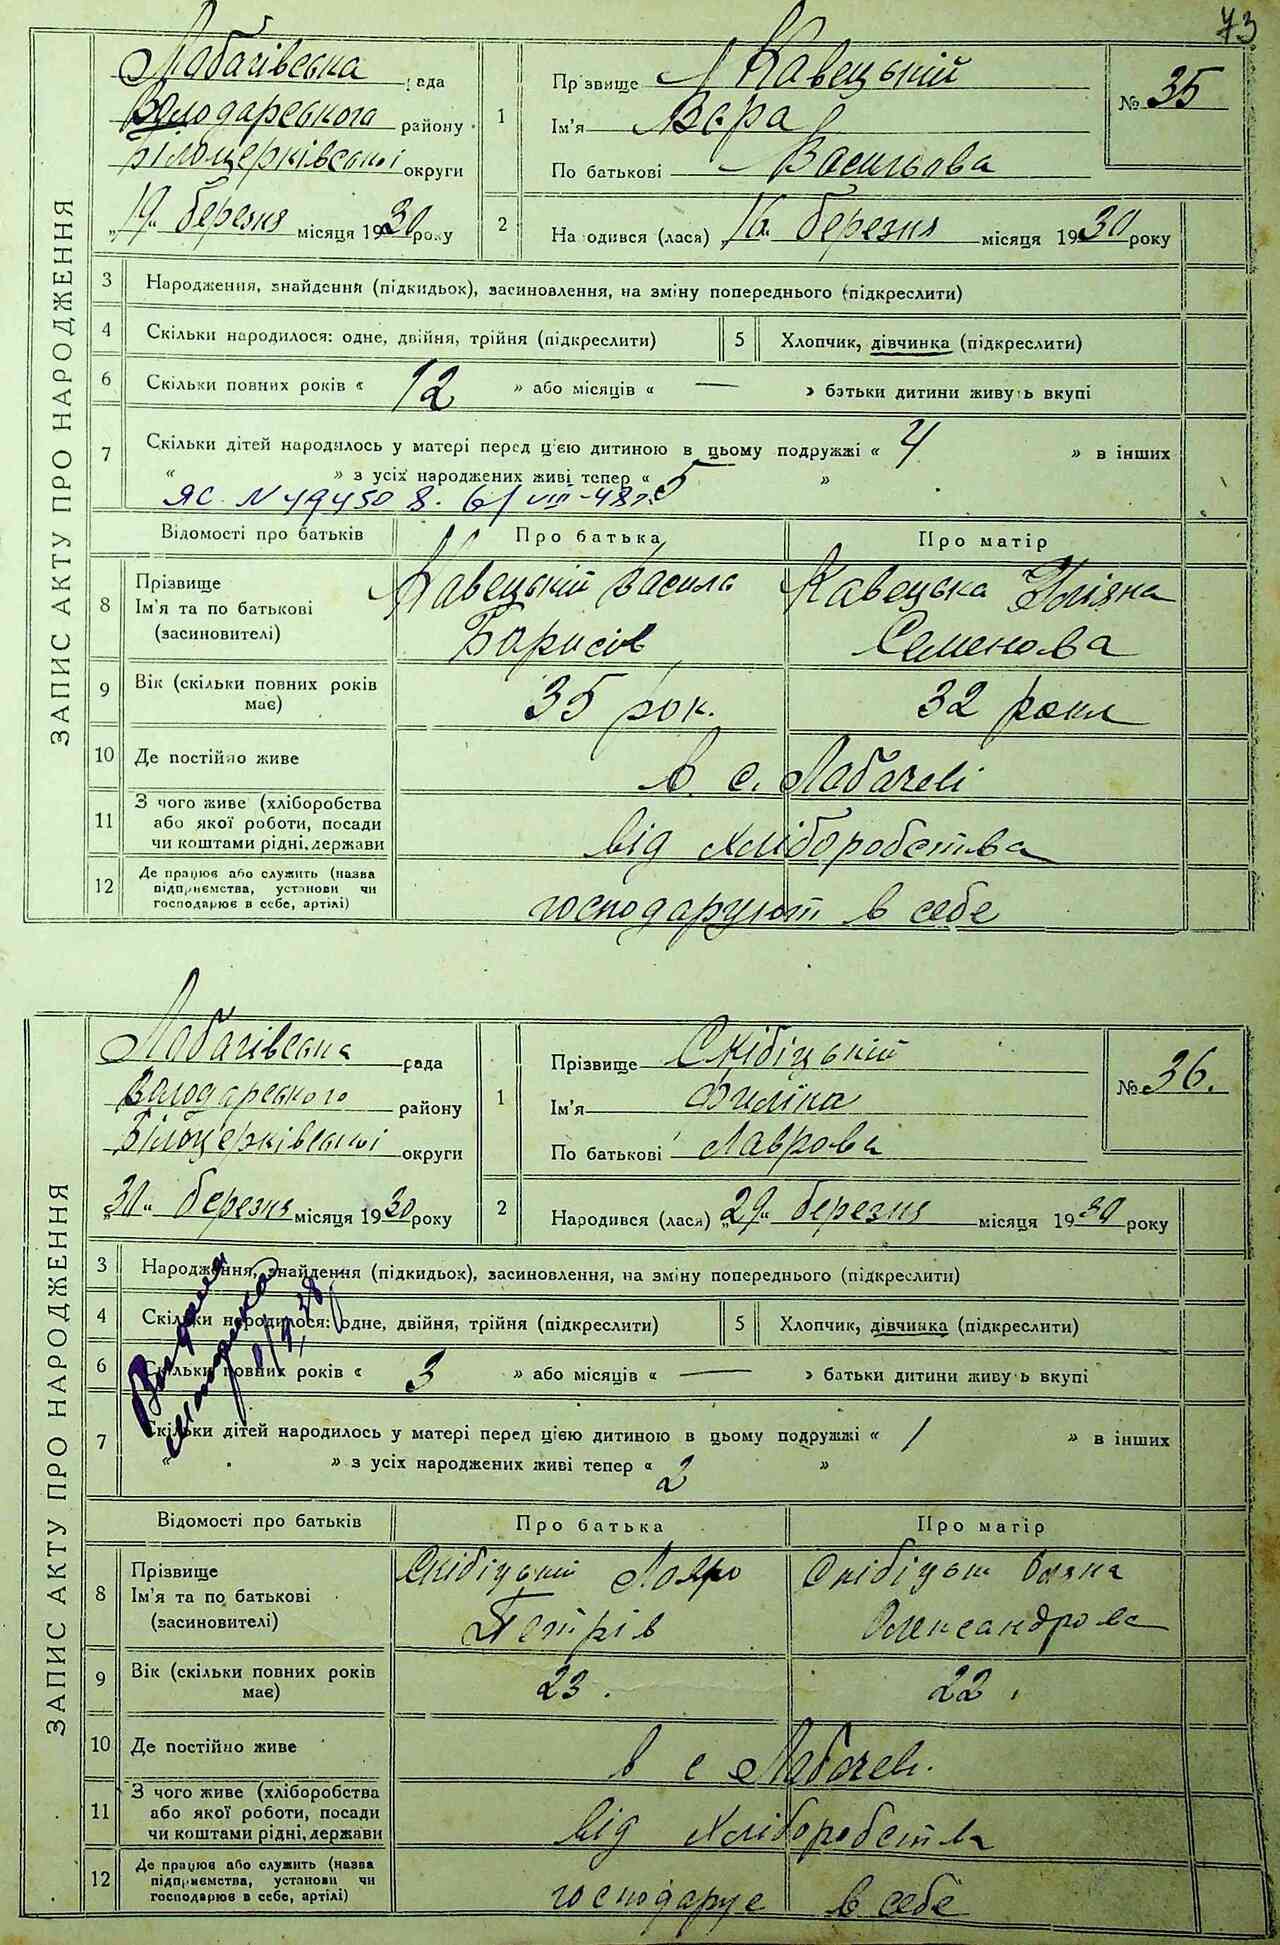 73
Лобачівська рада
Володарського району
Білоцерківської округи
„19„ березня місяця 1930 року
1
Прізвище Кавецький
Ім'я Вєра
По батькові Васильова
№ 35
2
Народився (лася) 16. березня місяця 1930 року
ЗАПИС АКТУ ПРО НАРОДЖЕННЯ
3 Народження, знайдення (підкидьок), засиновлення, на зміну попереднього (підкреслити)
4 Скільки народилося: одне, двійня, трійня (підкреслити)
5 Хлопчик, дівчинка (підкреслити)
6 Скільки повних років « 12 » або місяців « — » батьки дитини живуть вкупі
7 Скільки дітей народилось у матері перед цією дитиною в цьому подружжі « 4 » в інших
« » з усіх народжених живі тепер « 5 »
ЯС N 494508. 6/VIII-48р.
Відомості про батьків Про батька Про матір
8 Прізвище
Ім'я та по батькові
(засиновителі)
Кавецькій Василь
Борисів
Кавецька Уляна
Семенова
9 Вік (скільки повних років
має)
35 рок. 32 роки
10 Де постійно живе в с. Лобачеві
11 З чого живе (хліборобства
або якої роботи, посади
чи коштами рідні, держави
від хліборобства
12 Де працює або служить (назва
підприємства, установи чи
господарює в себе, артілі)
господарюют в себе
Лобачівська рада
Володарського району
Білоцерківської округи
„30„ березня місяця 1930 року
1
Прізвище Скібіцький
Ім'я
По батькові Лаврова
№ 36.
2
Народився (лася) „29„ березня місяця 1930 року
ЗАПИС АКТУ ПРО НАРОДЖЕННЯ
3 Народження, знайдення (підкидьок), засиновлення, на зміну попереднього (підкреслити)
4 Скільки народилося: одне, двійня, трійня (підкреслити)
5 Хлопчик, дівчинка (підкреслити)
6 Скільки повних років « 3 » або місяців « — » батьки дитини живуть вкупі
7 Скільки дітей народилось у матері перед цією дитиною в цьому подружжі « 1 » в інших
« » з усіх народжених живі тепер « 2 »
Відомості про батьків Про батька Про матір
8 Прізвище
Ім'я та по батькові
(засиновителі)
Скібіцький Лавро
Петрів
Олександрова
9 Вік (скільки повних років
має)
23. 22.
10 Де постійно живе в с Лобачеві.
11 З чого живе (хліборобства
або якої роботи, посади
чи коштами рідні, держави
від хліборобства
12 Де працює або служить (назва
підприємства, установи чи
господарює в себе, артілі)
господарує в себе